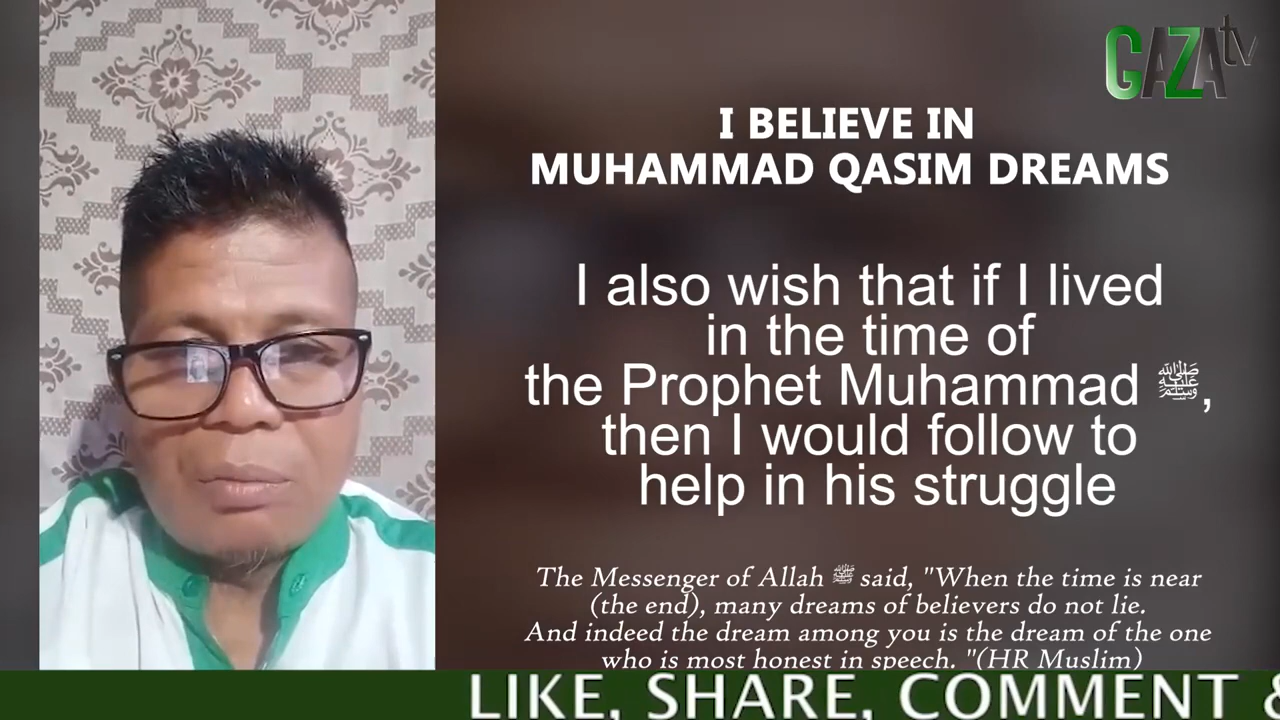 GAZAtv
I BELIEVE IN
MUHAMMAD QASIM DREAMS
I also wish that if I lived
in the time of
the Prophet Muhammad ﷺ,
then I would follow to
help in his struggle
The Messenger of Allah ﷺ said, "When the time is near
(the end), many dreams of believers do not lie.
And indeed the dream among you is the dream of the one
who is most honest in speech. "(HR Muslim)
LIKE, SHARE, COMMENT &